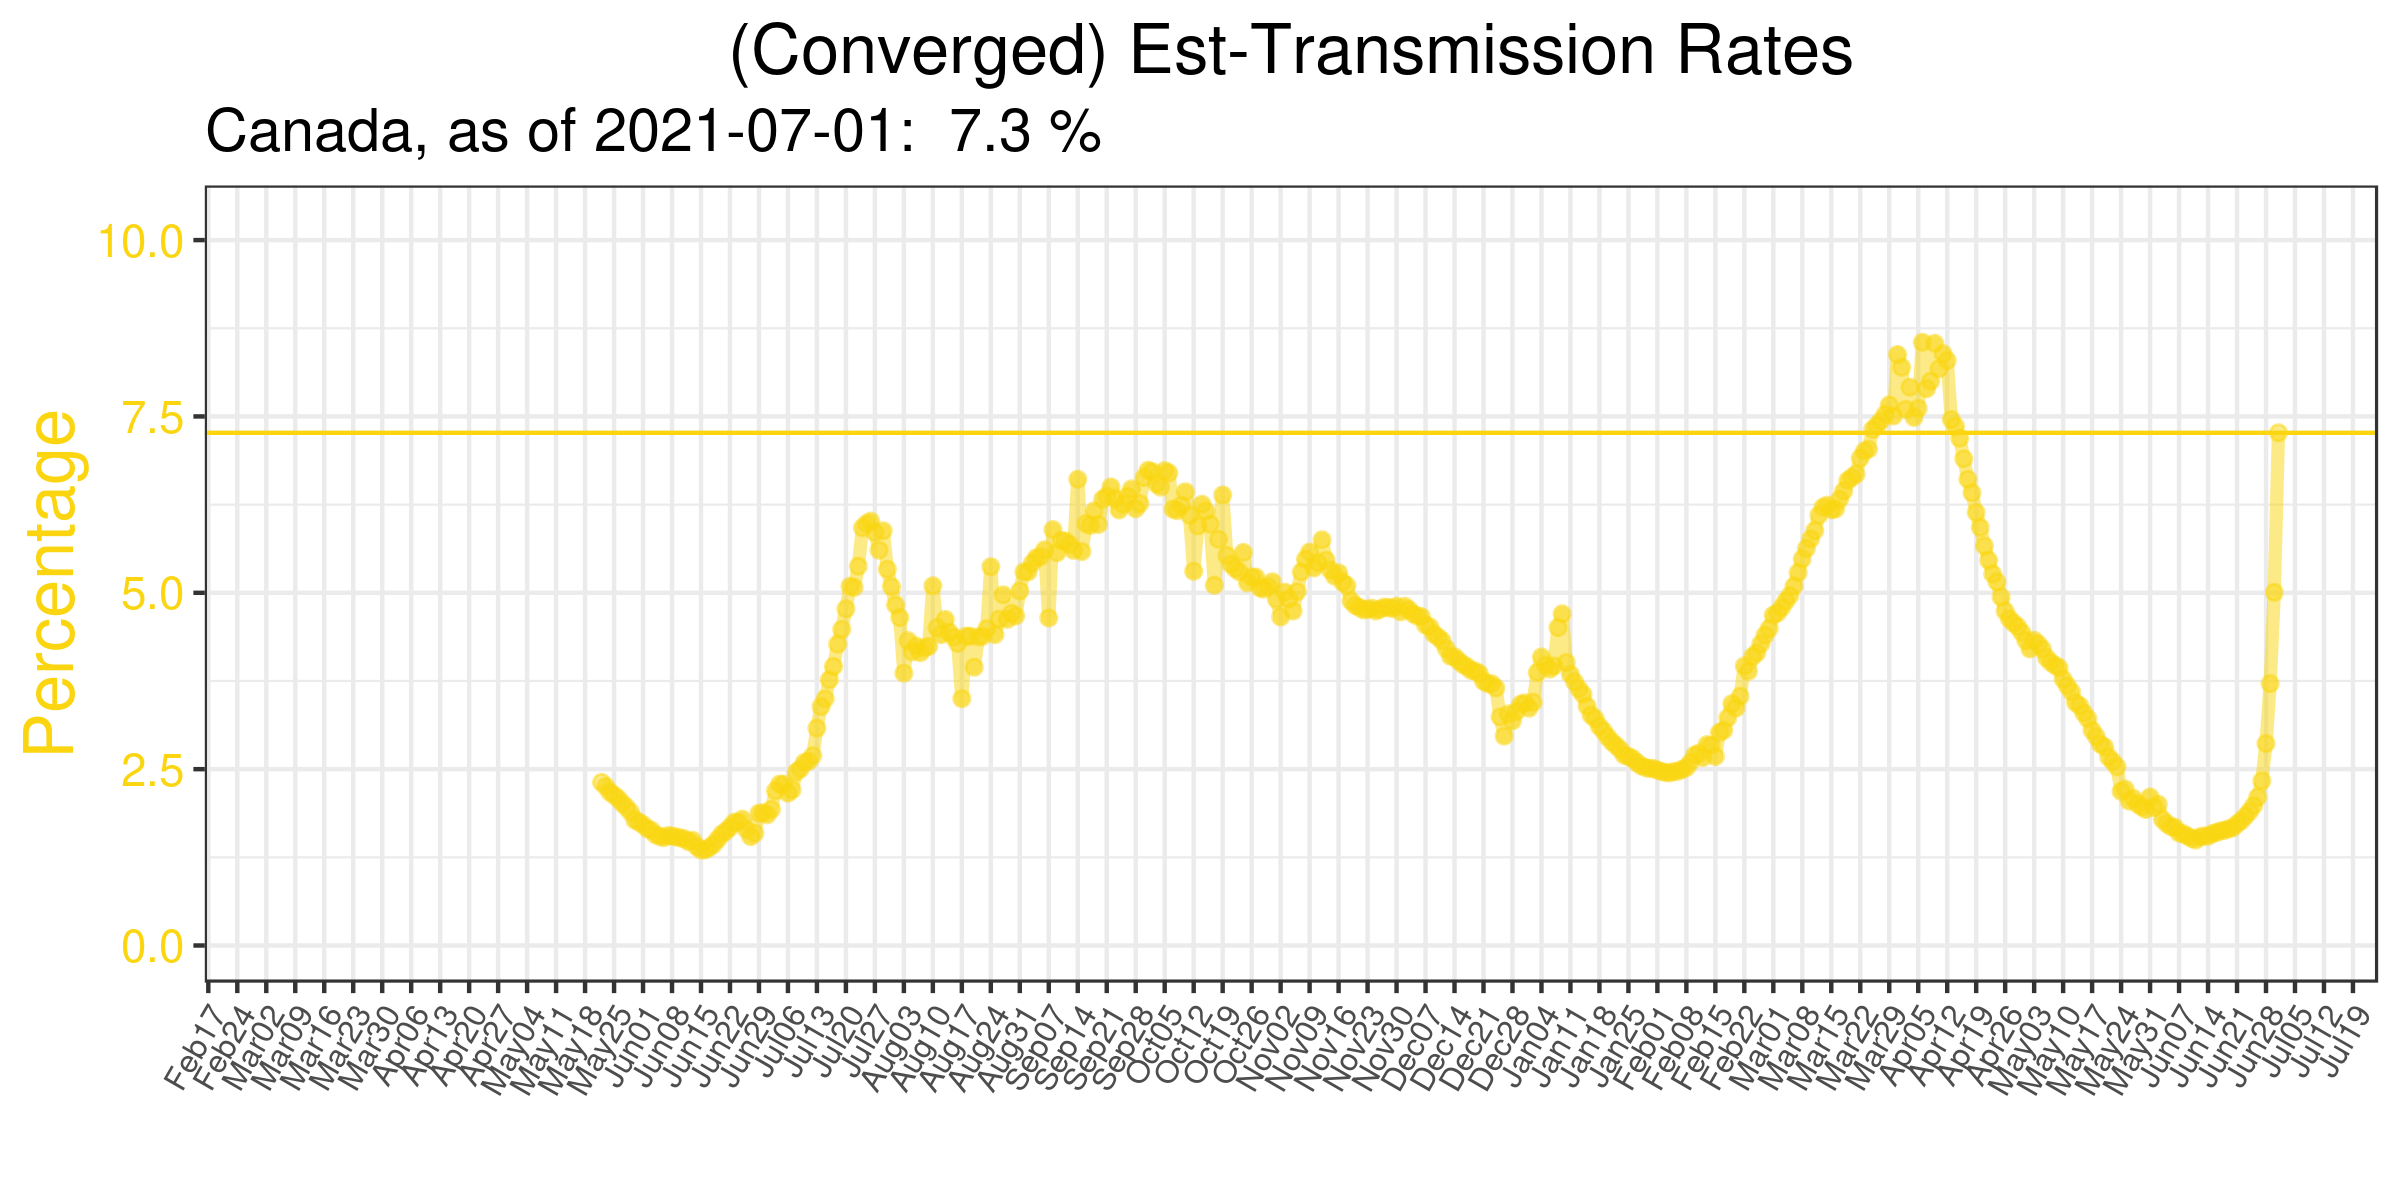 (Converged) Est-Transmission Rates
Canada, as of 2021-07-01:  7.3 %
Percentage
10.0
7.5
5.0
2.5
0.0
Feb17
Feb24
Mar02
Mar09
Mar16
Mar23
Mar30
Apr06
Apr13
Apr20
Apr27
May04
May11
May18
May25
Jun01
Jun08
Jun15
Jun22
Jun29
Jul06
Jul13
Jul20
Jul27
Aug03
Aug10
Aug17
Aug24
Aug31
Sep07
Sep14
Sep21
Sep28
Oct05
Oct12
Oct19
Oct26
Nov02
Nov09
Nov16
Nov23
Nov30
Dec07
Dec14
Dec21
Dec28
Jan04
Jan11
Jan18
Jan25
Feb01
Feb08
Feb15
Feb22
Mar01
Mar08
Mar15
Mar22
Mar29
Apr05
Apr12
Apr19
Apr26
May03
May10
May17
May24
May31
Jun07
Jun14
Jun21
Jun28
Jul05
Jul12
Jul19